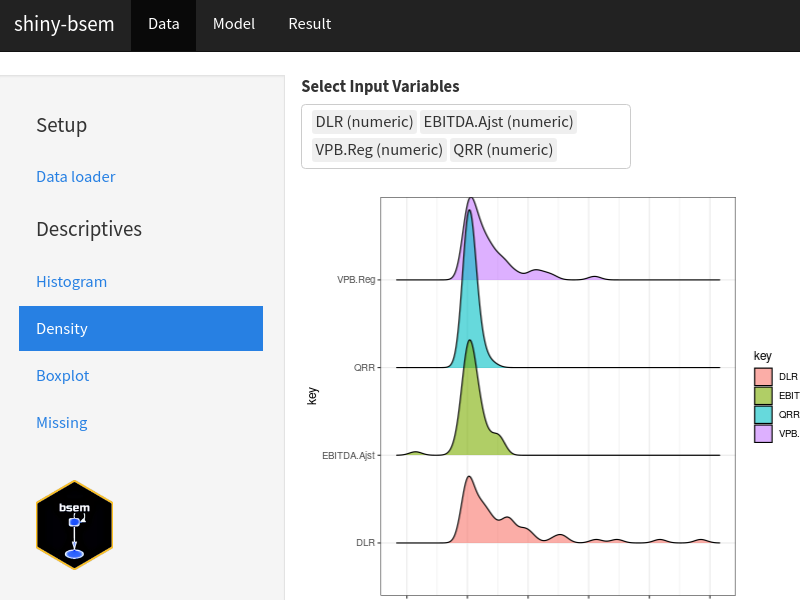 shiny-bsem Data Model Result
Setup
Data loader
Descriptives
Histogram
Density
Boxplot
Missing
bsem
Select Input Variables
DLR (numeric) EBITDA.Ajst (numeric)
VPB.Reg (numeric) QRR (numeric)
VPB.Reg
QRR
EBITDA.Ajst
DLR
key
key
DLR
EBIT
QRR
VPB.